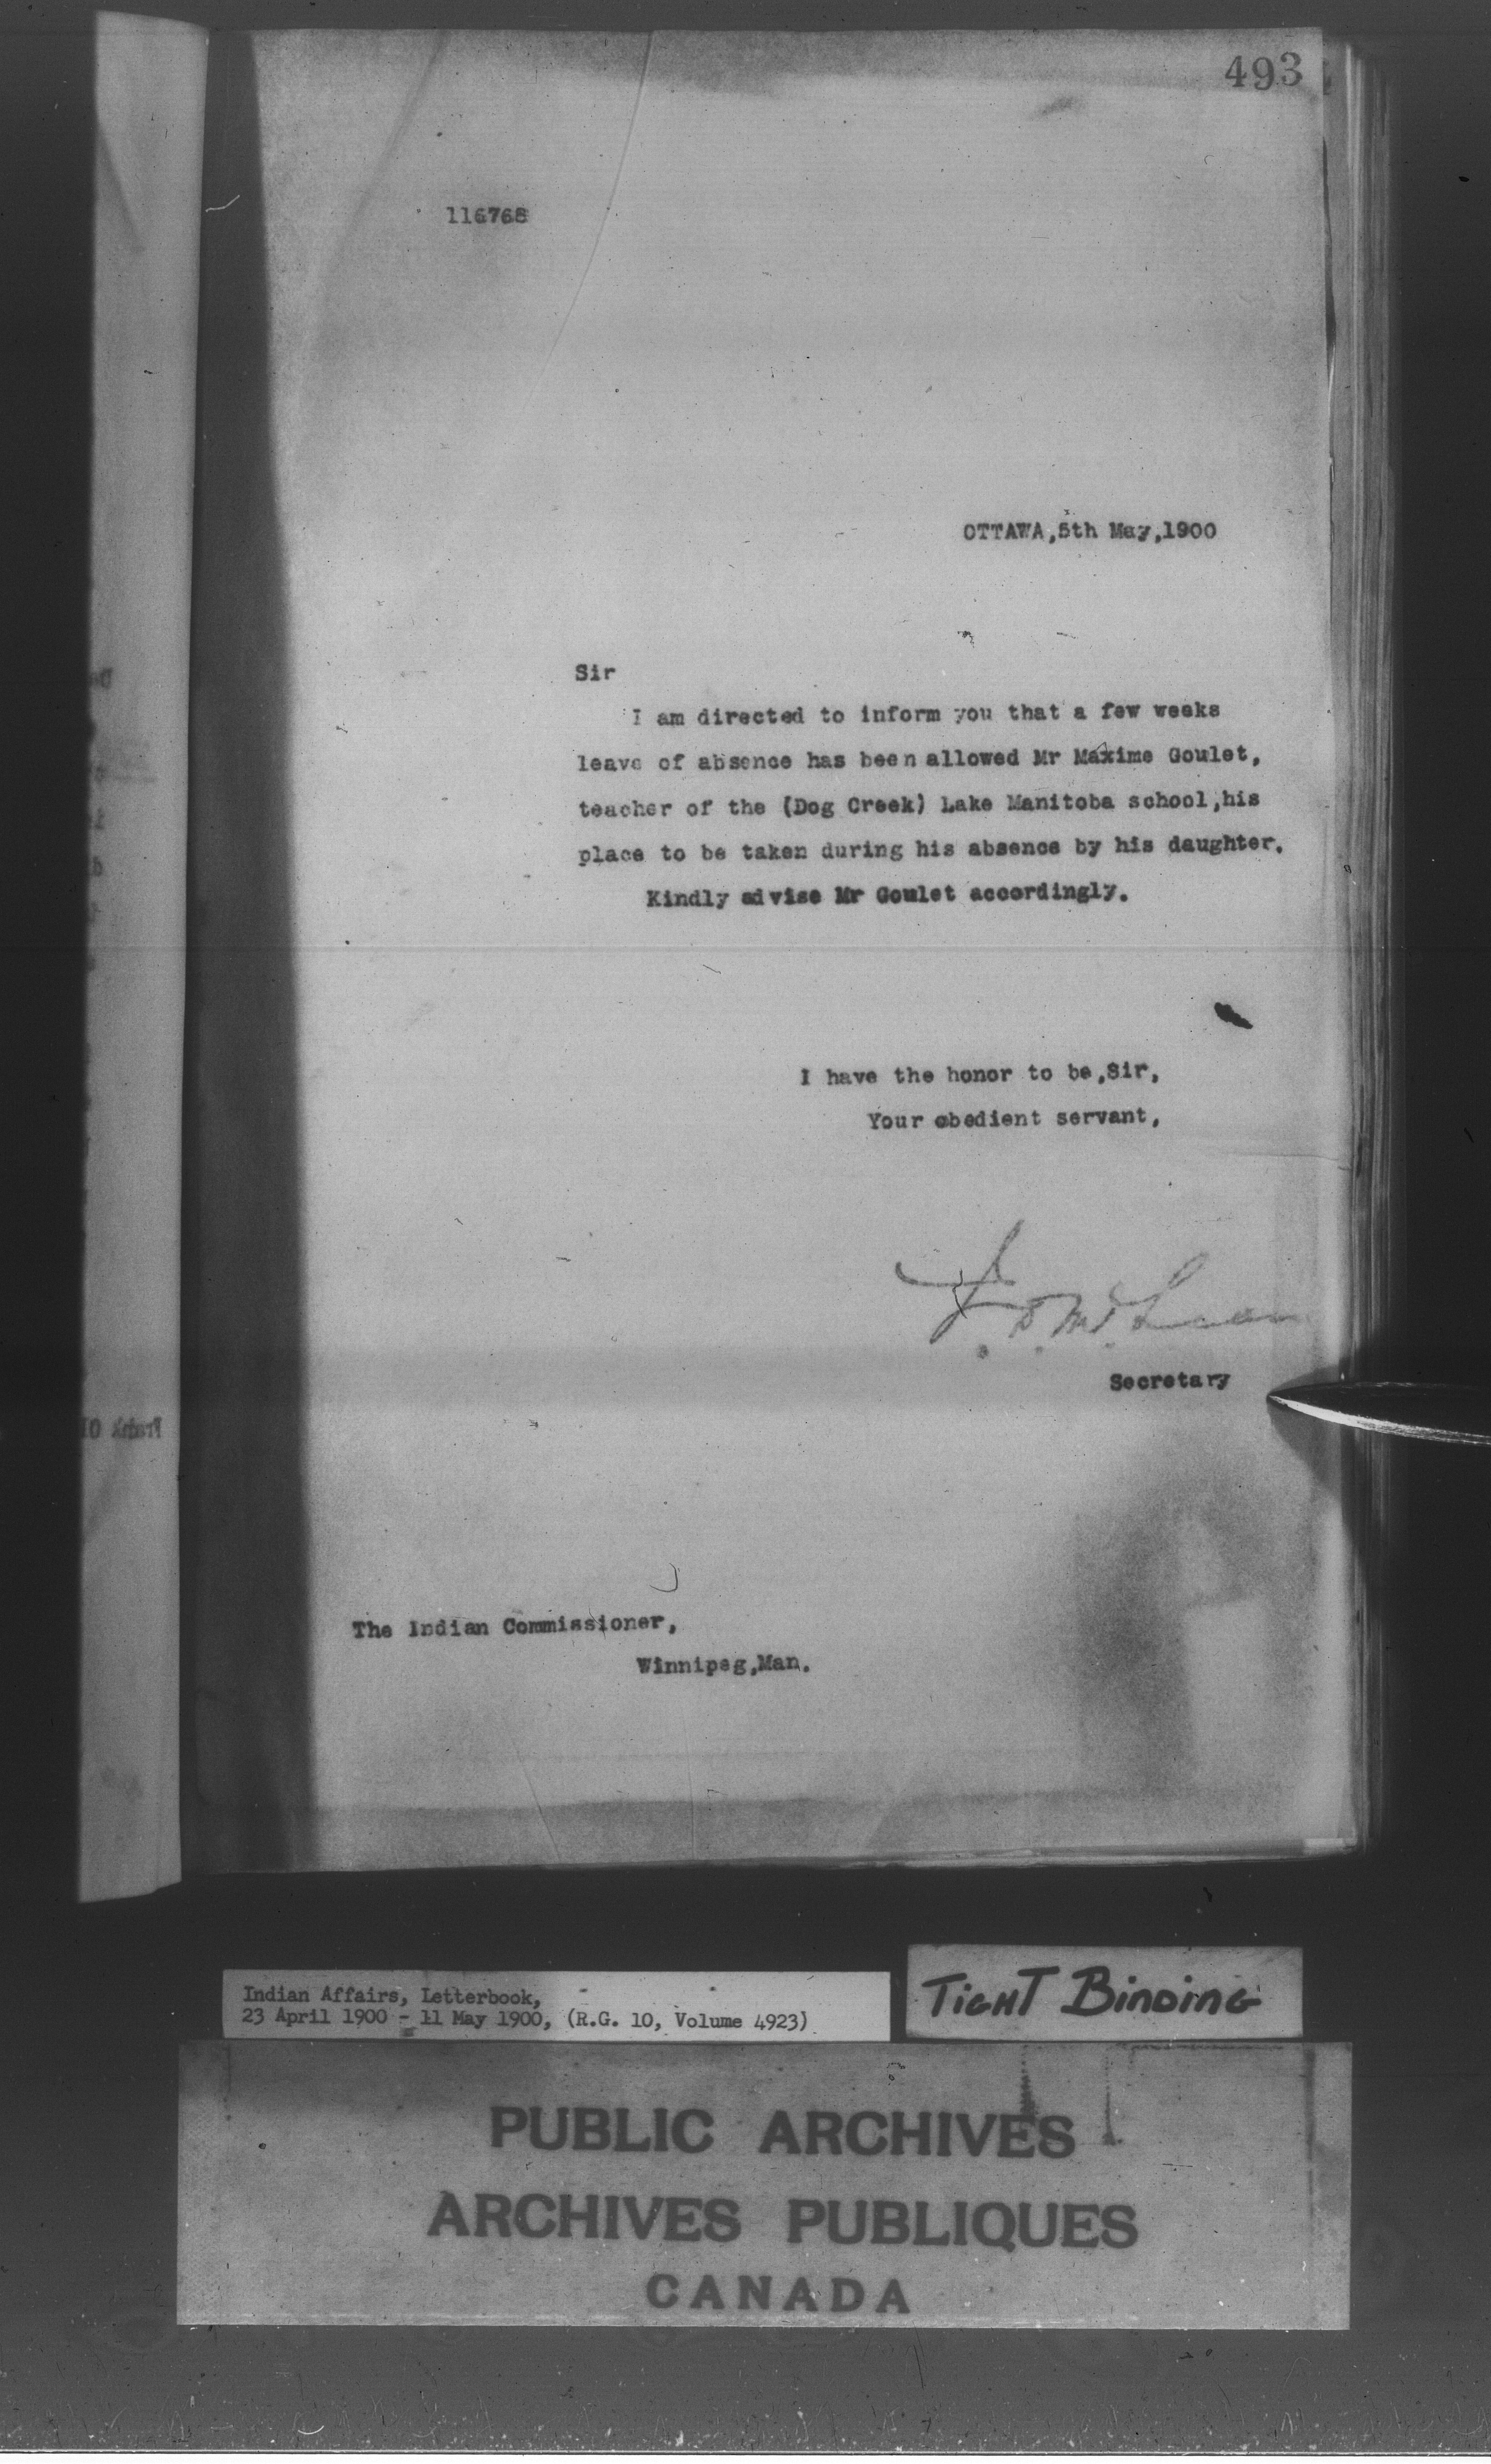 493
116768
OTTAWA,5th May,1900
Sir
I am directed to inform you that a few weeks
leave of absence has been allowed Mr Maxime Goulet,
teacher of the (Dog Creek) Lake Manitoba school,his
place to be taken during his absence by his daughter.
Kindly advise Mr Goulet accordingly.
I have the honor to be,Sir,
Your obedient servant,
J. D. McLean
Secretary
The Indian Commissioner,
Winnipeg,Man.
Indian Affairs, Letterbook,
23 April 1900 - 11 May 1900, (R.G. 10, Volume 4923)
TIGHT BINDING
PUBLIC ARCHIVES
ARCHIVES PUBLIQUES
CANADA